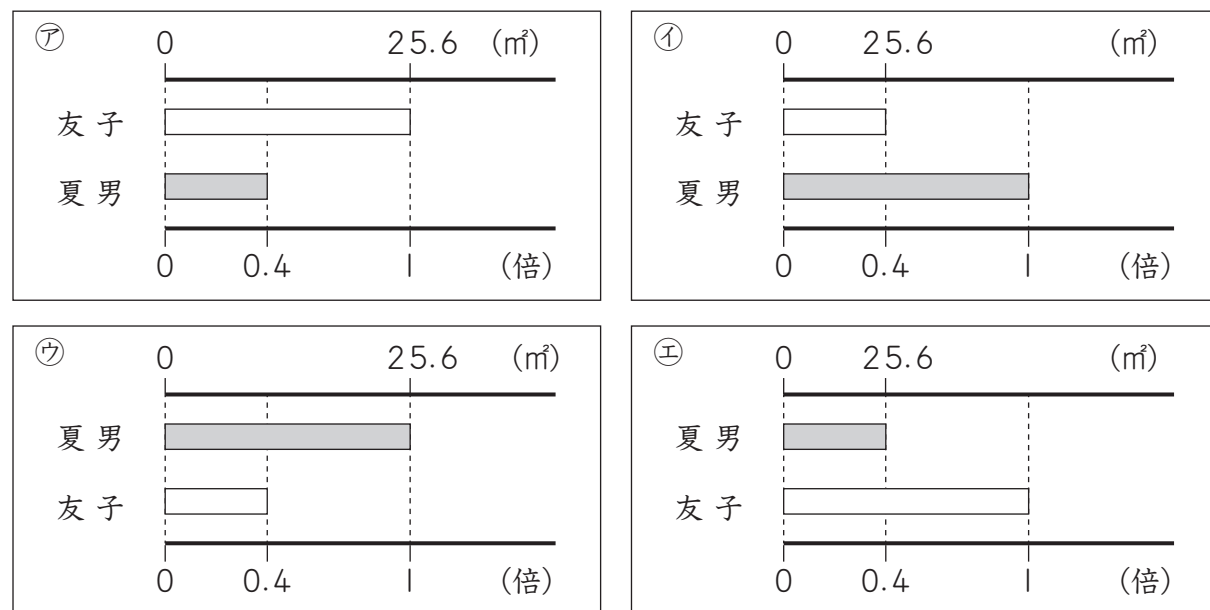 ㋐ 0 25.6 (㎡)
友子
夏男
0 0.4 1 (倍)
㋑ 0 25.6 (㎡)
友子
夏男
0 0.4 1 (倍)
㋒ 0 25.6 (㎡)
夏男
友子
0 0.4 1 (倍)
㋓ 0 25.6 (㎡)
夏男
友子
0 0.4 1 (倍)